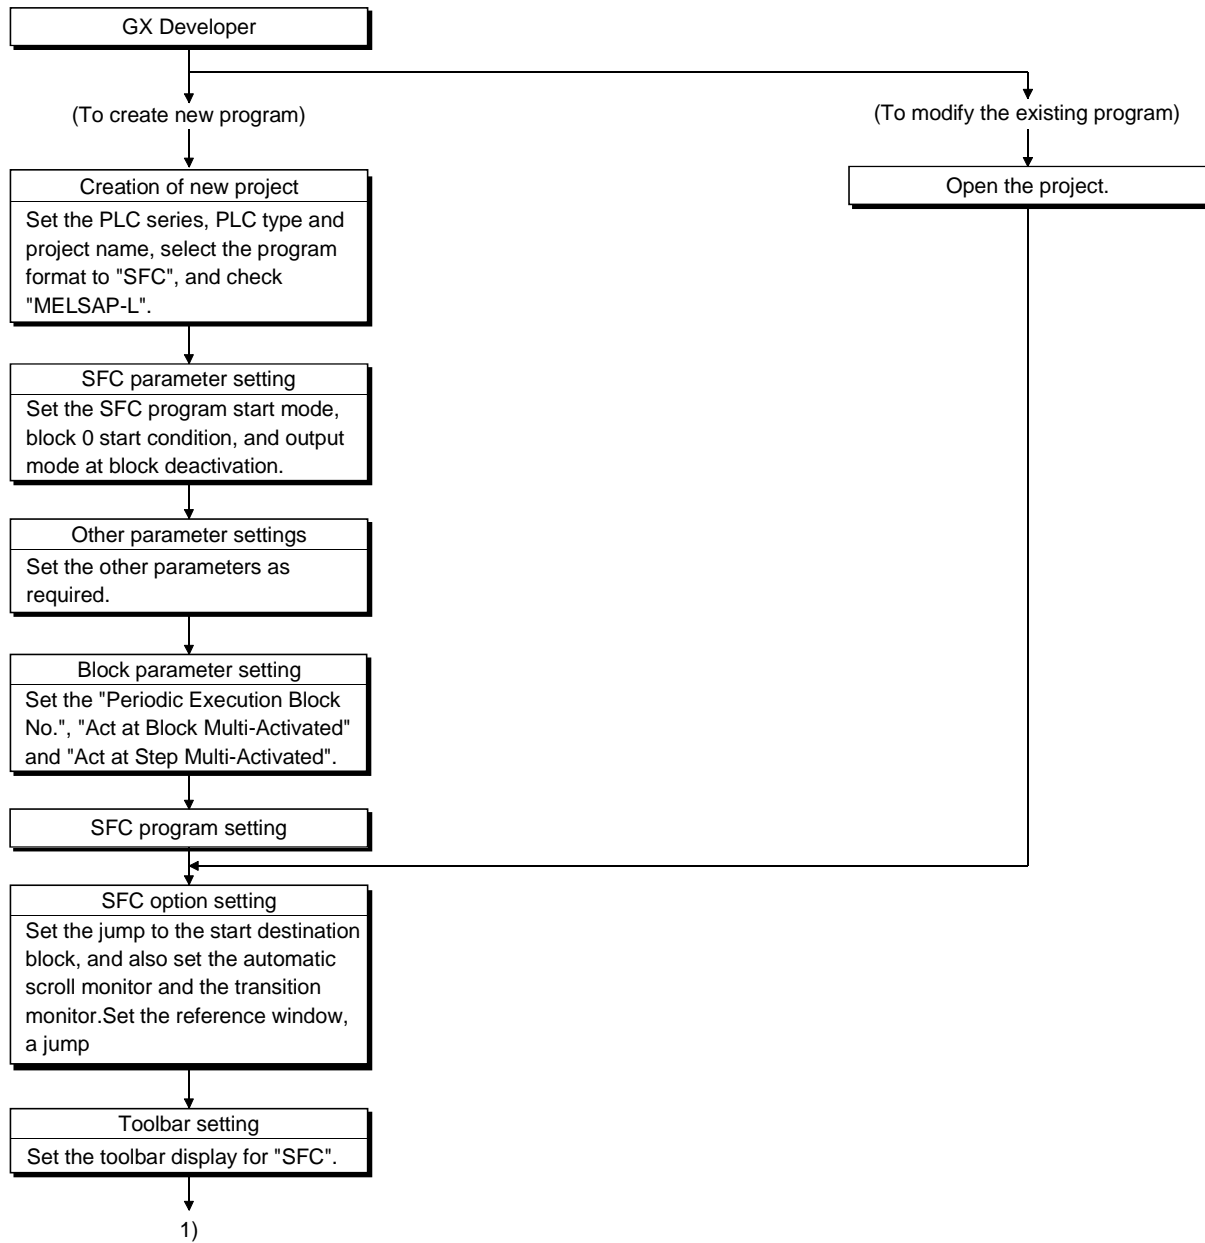 GX Developer
(To create new program)
(To modify the existing program)
Creation of new project
Set the PLC series, PLC type and
project name, select the program
format to "SFC", and check
"MELSAP-L".
Open the project.
SFC parameter setting
Set the SFC program start mode,
block 0 start condition, and output
mode at block deactivation.
Other parameter settings
Set the other parameters as
required.
Block parameter setting
Set the "Periodic Execution Block
No.", "Act at Block Multi-Activated"
and "Act at Step Multi-Activated".
SFC program setting
SFC option setting
Set the jump to the start destination
block, and also set the automatic
scroll monitor and the transition
monitor.Set the reference window,
a jump
Toolbar setting
Set the toolbar display for "SFC".
1)